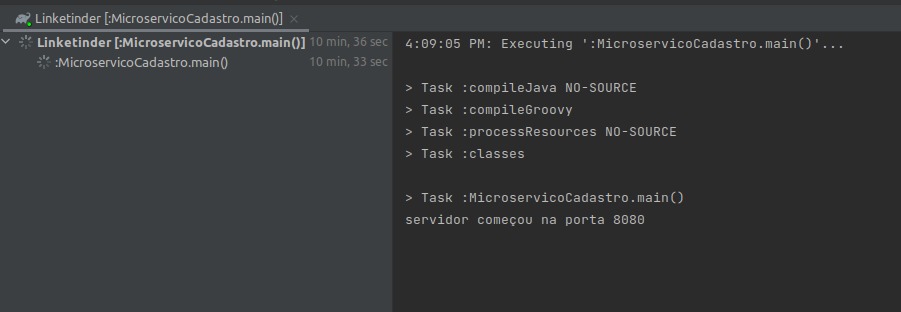 Linketinder [:MicroservicoCadastro.main()] ×
Linketinder [:MicroservicoCadastro.main()] 10 min, 36 sec
:MicroservicoCadastro.main() 10 min, 33 sec
4:09:05 PM: Executing ':MicroservicoCadastro.main()'...
> Task :compileJava NO-SOURCE
> Task :compileGroovy
> Task :processResources NO-SOURCE
> Task :classes
> Task :MicroservicoCadastro.main()
servidor começou na porta 8080